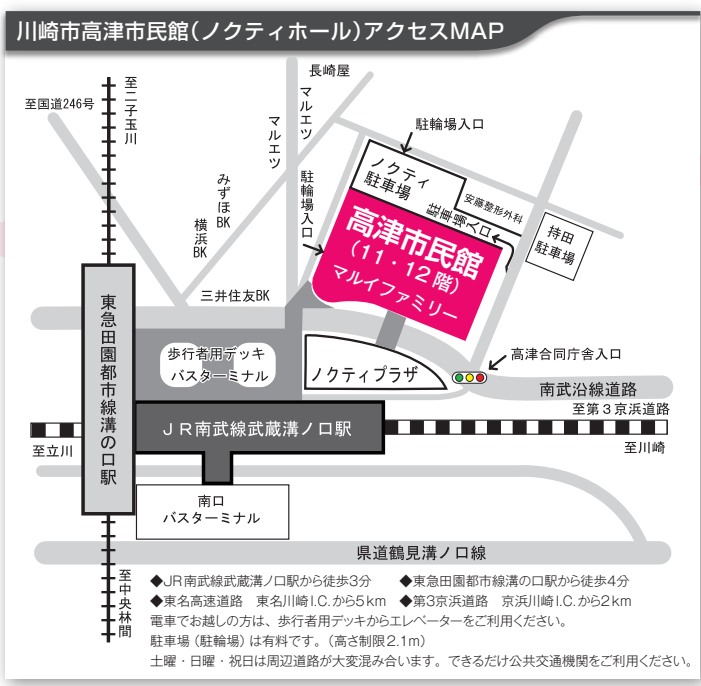 川崎市高津市民館(ノクティホール)アクセスMAP
至二子玉川
至国道246号
長崎屋
マルエツ
マルエツ
駐輪場入口
みずほBK
横浜BK
駐輪場入口
ノクティ
駐車場
安藤整形外科
駐車場入口
持田
駐車場
高津市民館
(11・12階)
マルイファミリー
三井住友BK
東急田園都市線溝の口駅
歩行者用デッキ
バスターミナル
ノクティプラザ
高津合同庁舎入口
南武沿線道路
至第3京浜道路
JR南武線武蔵溝ノ口駅
至立川
至川崎
南口
バスターミナル
県道鶴見溝ノ口線
至中央林間
◆JR南武線武蔵溝ノ口駅から徒歩3分 ◆東急田園都市線溝の口駅から徒歩4分
◆東名高速道路 東名川崎I.C.から5km ◆第3京浜道路 京浜川崎I.C.から2km
電車でお越しの方は、歩行者用デッキからエレベーターをご利用ください。
駐車場(駐輪場)は有料です。(高さ制限2.1m)
土曜・日曜・祝日は周辺道路が大変混み合います。できるだけ公共交通機関をご利用ください。